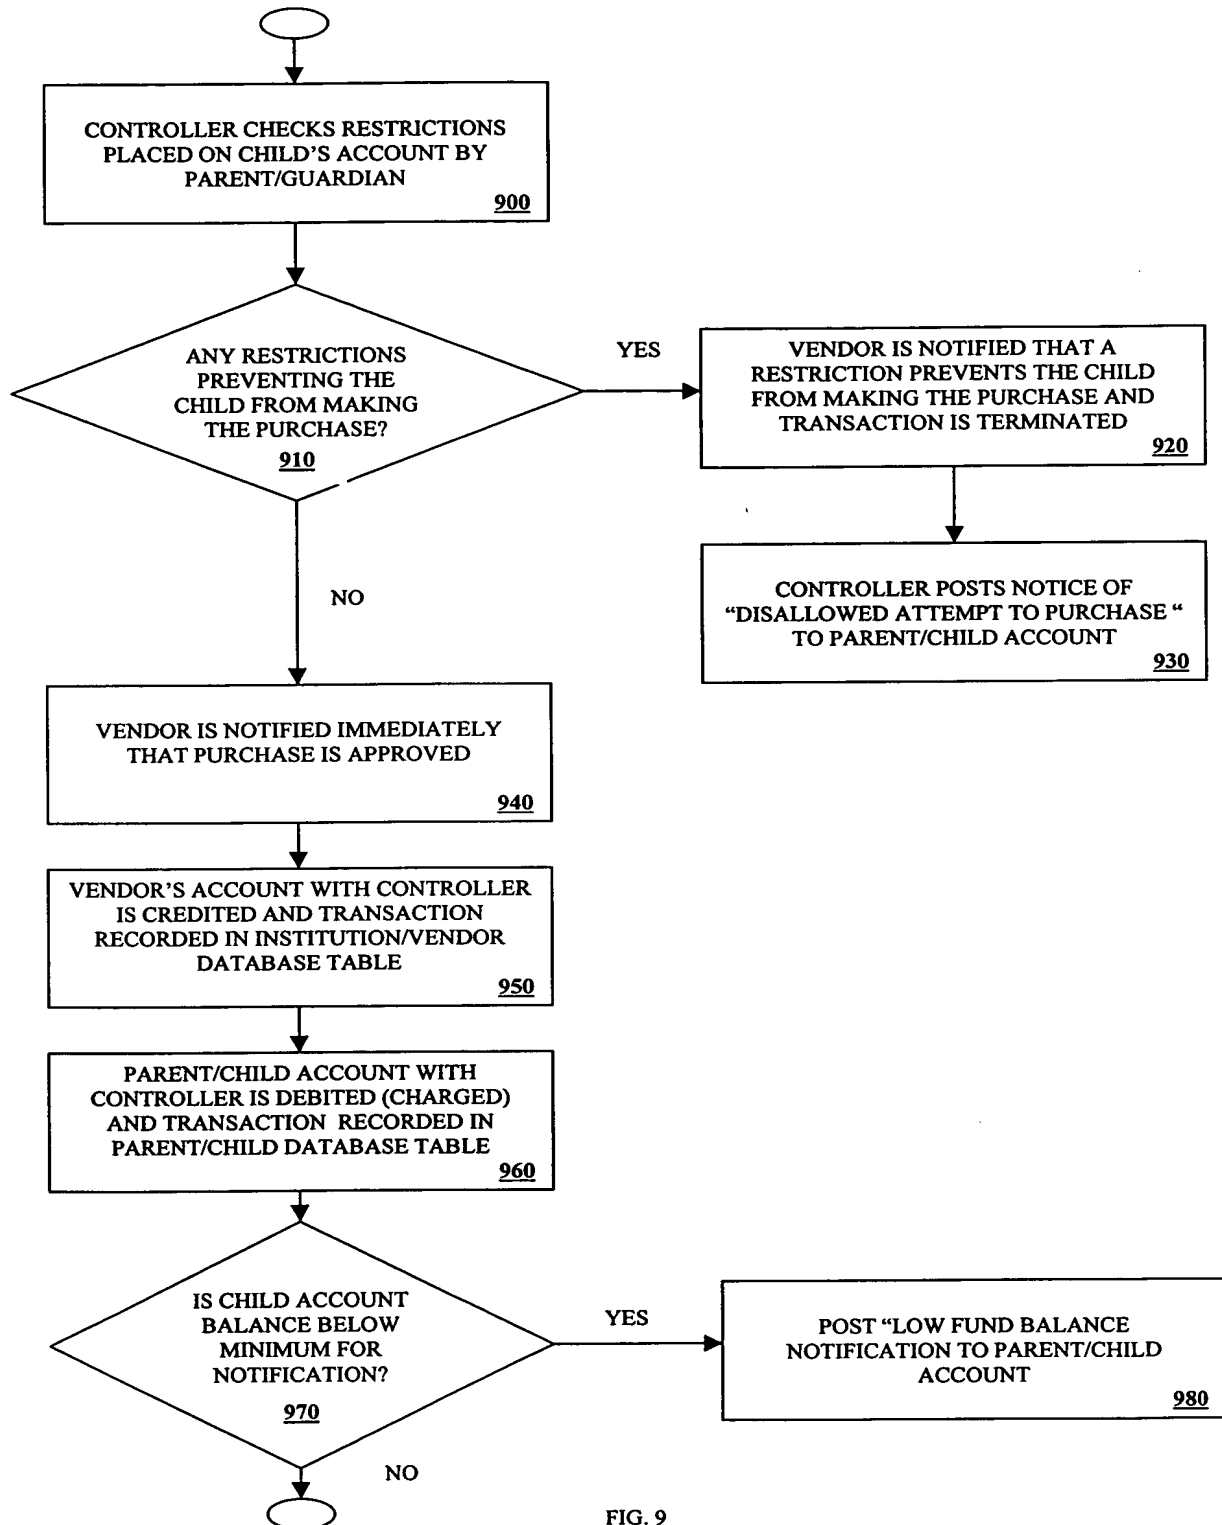 CONTROLLER CHECKS RESTRICTIONS
PLACED ON CHILD'S ACCOUNT BY
PARENT/GUARDIAN
900
ANY RESTRICTIONS
PREVENTING THE
CHILD FROM MAKING
THE PURCHASE?
910
YES
VENDOR IS NOTIFIED THAT A
RESTRICTION PREVENTS THE CHILD
FROM MAKING THE PURCHASE AND
TRANSACTION IS TERMINATED
920
CONTROLLER POSTS NOTICE OF
“DISALLOWED ATTEMPT TO PURCHASE “
TO PARENT/CHILD ACCOUNT
930
NO
VENDOR IS NOTIFIED IMMEDIATELY
THAT PURCHASE IS APPROVED
940
VENDOR'S ACCOUNT WITH CONTROLLER
IS CREDITED AND TRANSACTION
RECORDED IN INSTITUTION/VENDOR
DATABASE TABLE
950
PARENT/CHILD ACCOUNT WITH
CONTROLLER IS DEBITED (CHARGED)
AND TRANSACTION RECORDED IN
PARENT/CHILD DATABASE TABLE
960
IS CHILD ACCOUNT
BALANCE BELOW
MINIMUM FOR
NOTIFICATION?
970
YES
POST “LOW FUND BALANCE
NOTIFICATION TO PARENT/CHILD
ACCOUNT
980
NO
FIG. 9